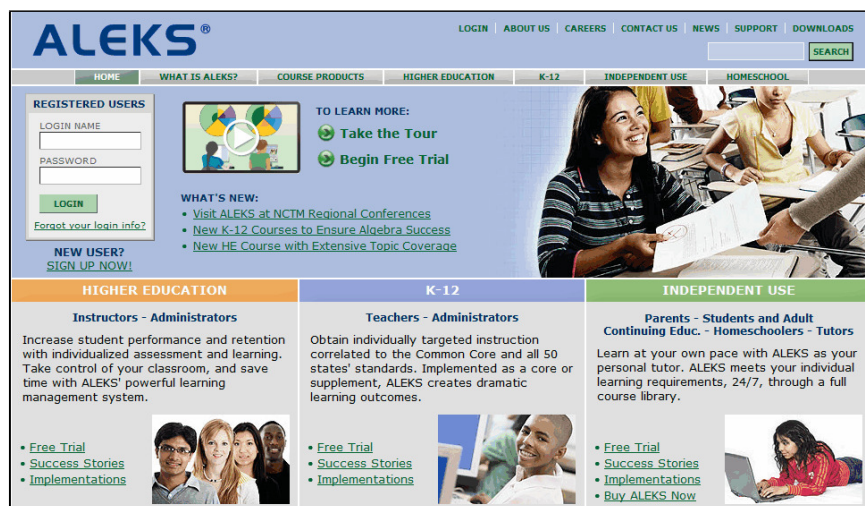 ALEKS®
LOGIN | ABOUT US | CAREERS | CONTACT US | NEWS | SUPPORT | DOWNLOADS
SEARCH
HOME WHAT IS ALEKS? COURSE PRODUCTS HIGHER EDUCATION K-12 INDEPENDENT USE HOMESCHOOL
REGISTERED USERS
LOGIN NAME
PASSWORD
LOGIN
Forgot your login info?
NEW USER?
SIGN UP NOW!
TO LEARN MORE:
Take the Tour
Begin Free Trial
WHAT'S NEW:
• Visit ALEKS at NCTM Regional Conferences
• New K-12 Courses to Ensure Algebra Success
• New HE Course with Extensive Topic Coverage
HIGHER EDUCATION
Instructors - Administrators
Increase student performance and retention
with individualized assessment and learning.
Take control of your classroom, and save
time with ALEKS' powerful learning
management system.
• Free Trial
• Success Stories
• Implementations
K-12
Teachers - Administrators
Obtain individually targeted instruction
correlated to the Common Core and all 50
states' standards. Implemented as a core or
supplement, ALEKS creates dramatic
learning outcomes.
• Free Trial
• Success Stories
• Implementations
INDEPENDENT USE
Parents - Students and Adult
Continuing Educ. - Homeschoolers - Tutors
Learn at your own pace with ALEKS as your
personal tutor. ALEKS meets your individual
learning requirements, 24/7, through a full
course library.
• Free Trial
• Success Stories
• Implementations
• Buy ALEKS Now